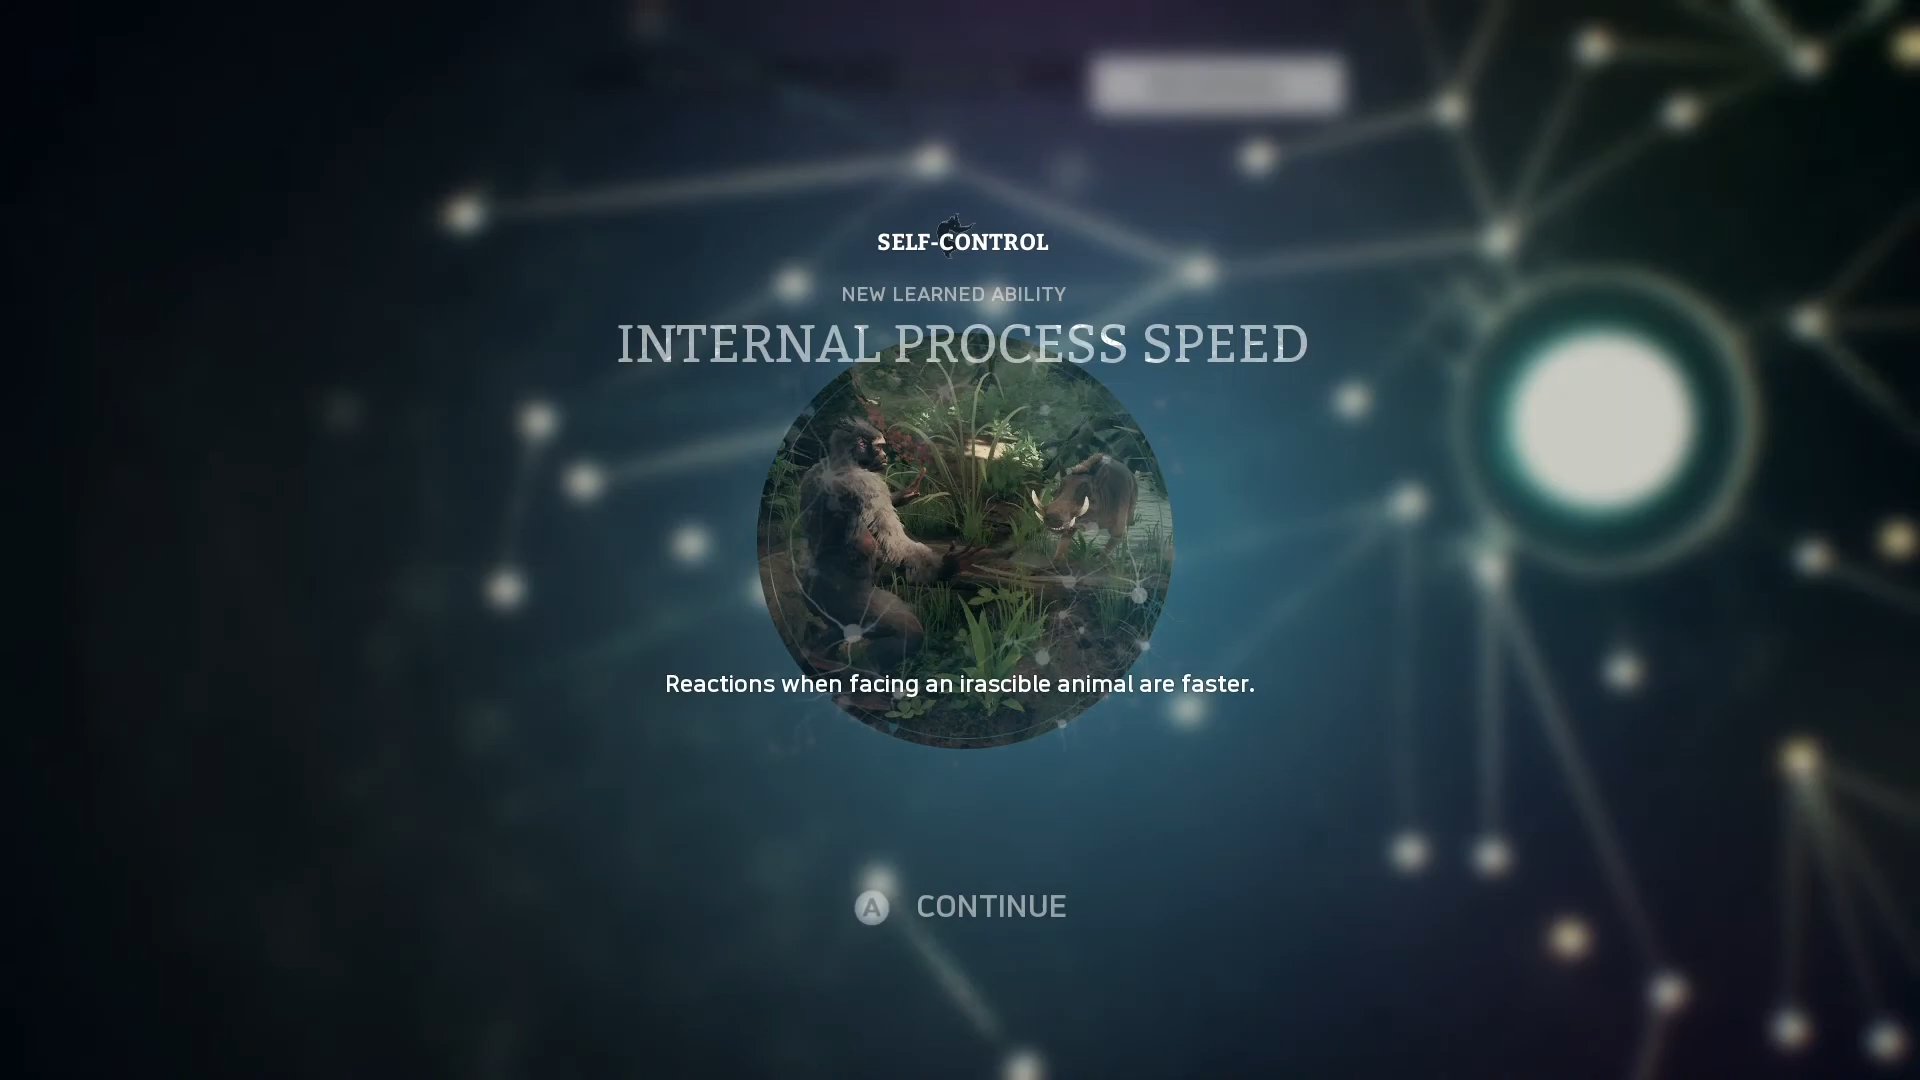 SELF-CONTROL
NEW LEARNED ABILITY
INTERNAL PROCESS SPEED
Reactions when facing an irascible animal are faster.
A CONTINUE